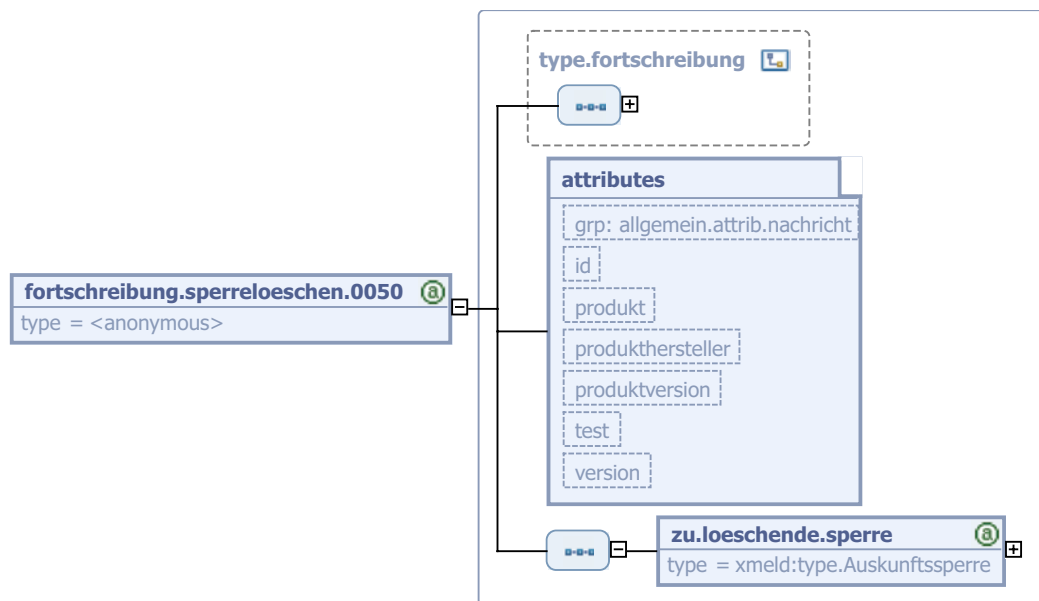 type.fortschreibung
attributes
grp: allgemein.attrib.nachricht
id
produkt
produkthersteller
produktversion
test
version
fortschreibung.sperreloeschen.0050 a
type = <anonymous>
zu.loeschende.sperre a
type = xmeld:type.Auskunftssperre